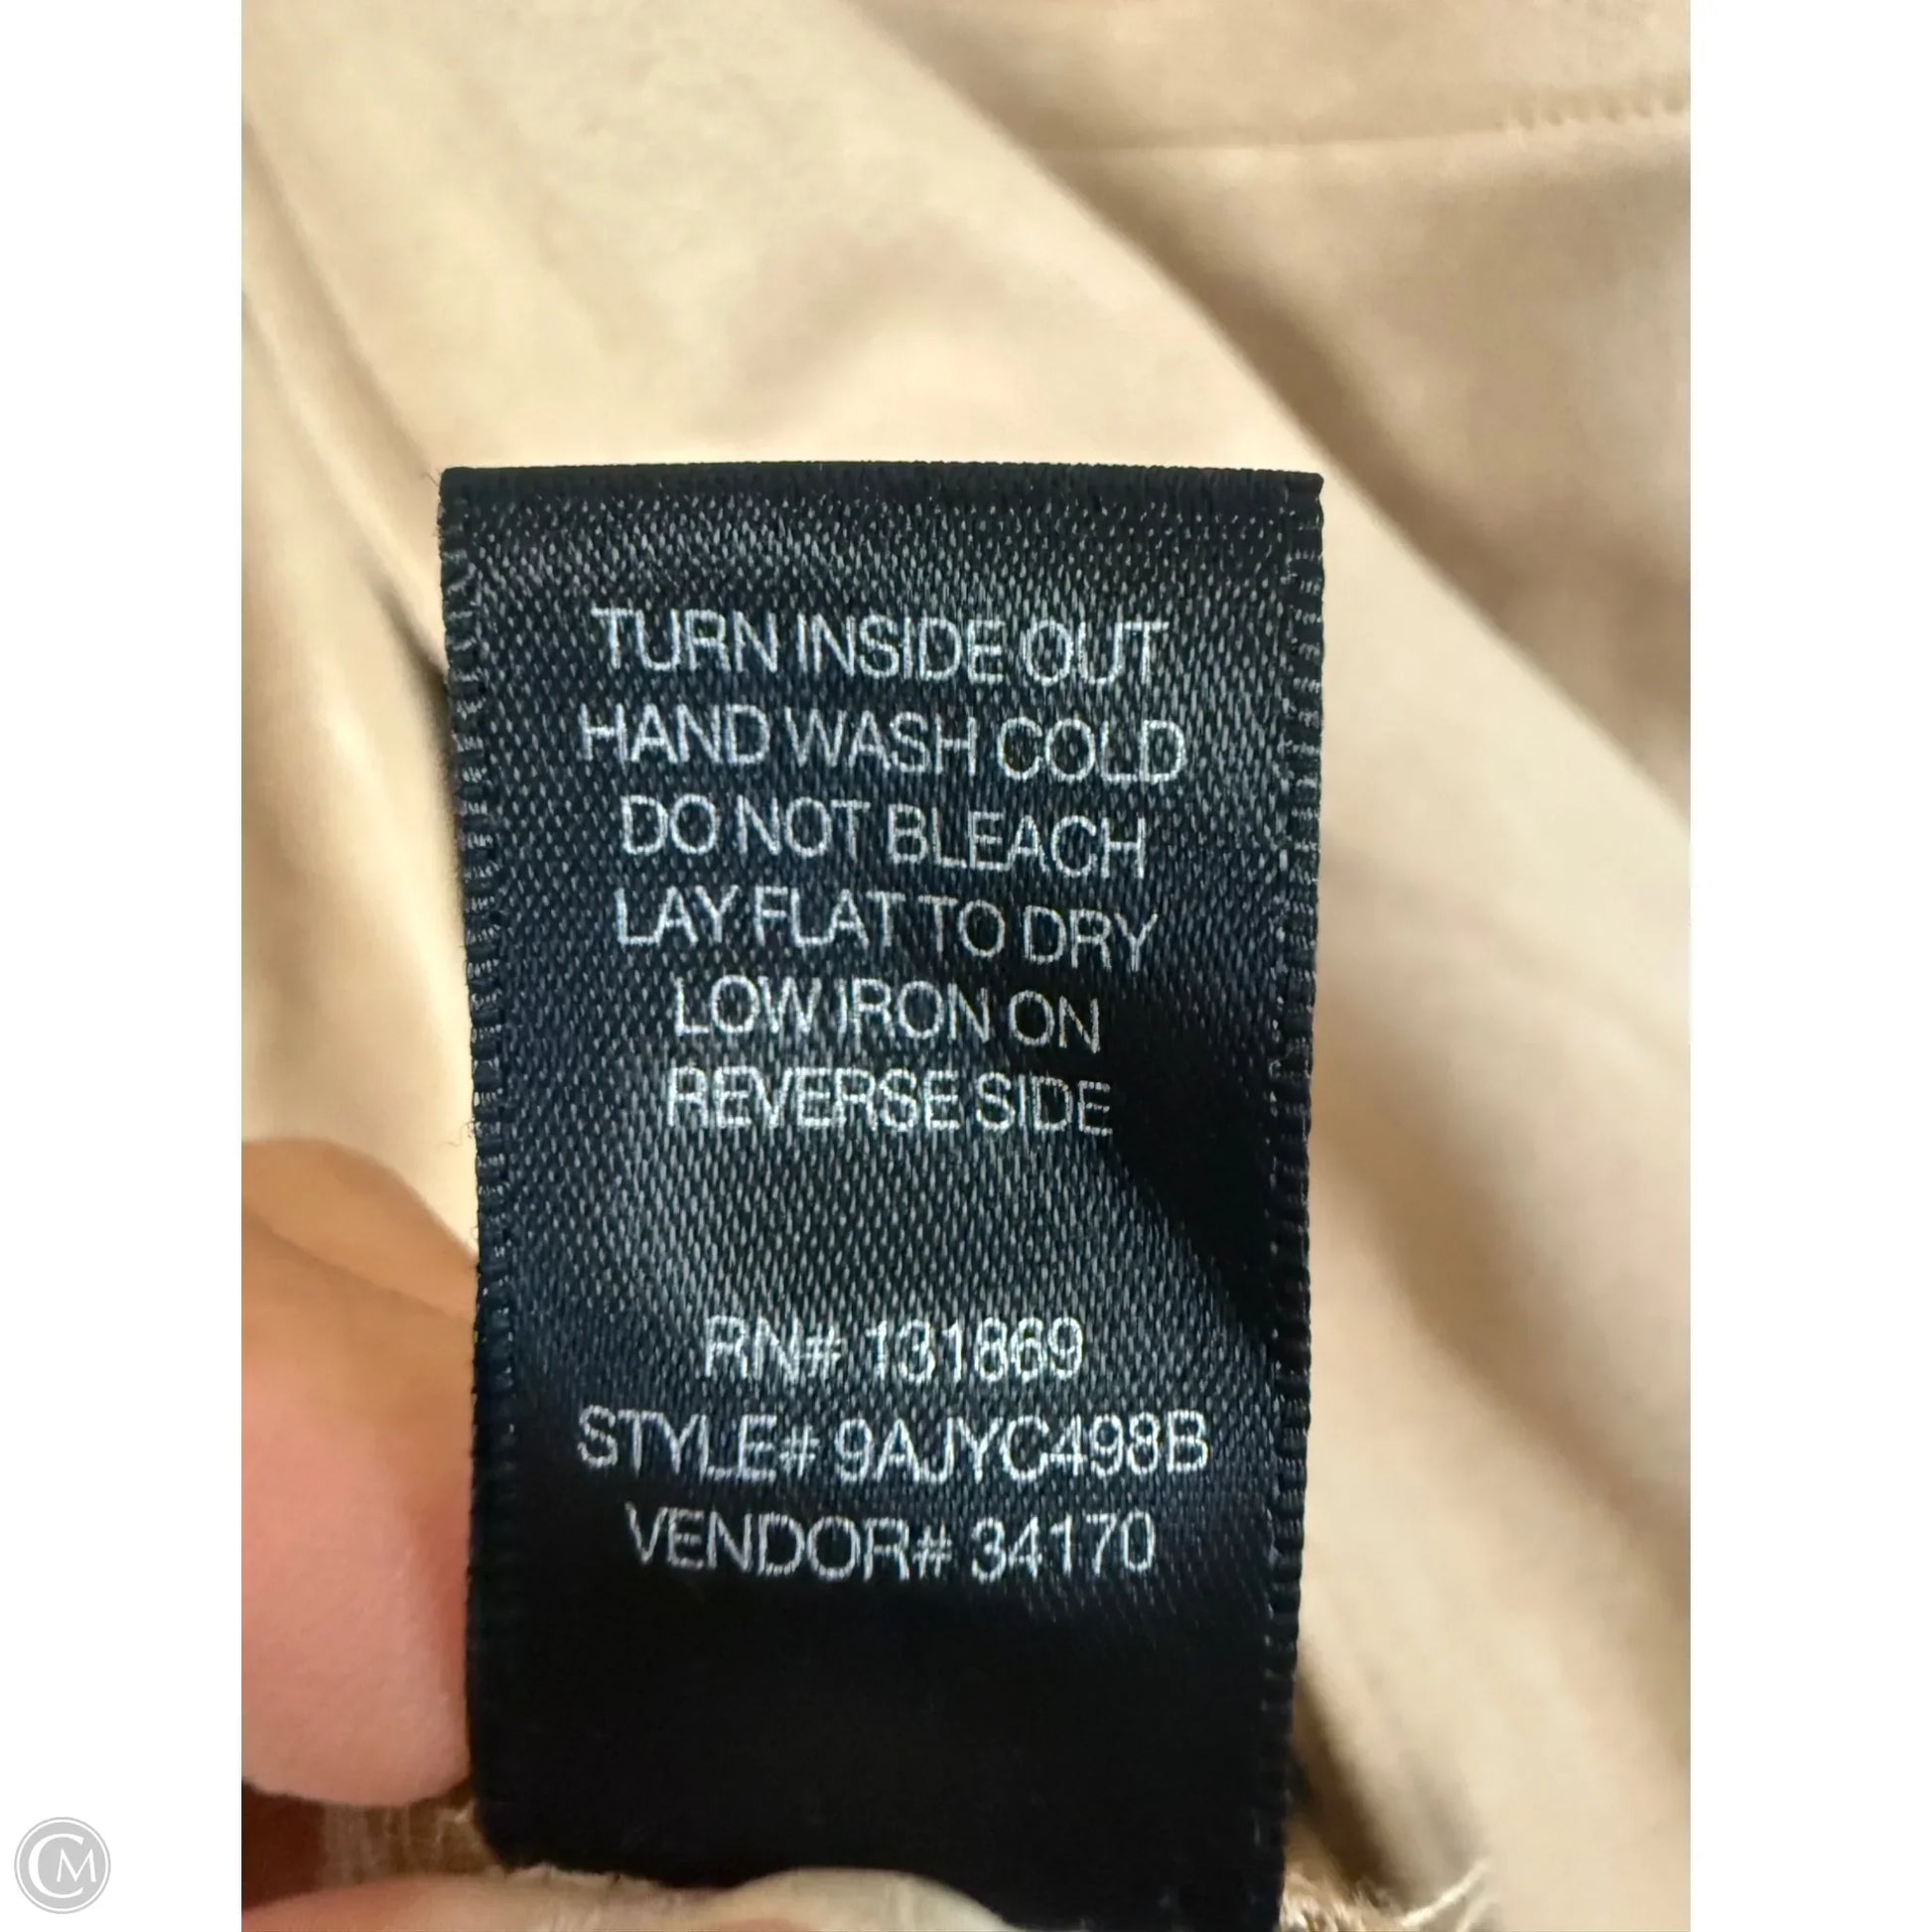 TURN INSIDE OUT
HAND WASH COLD
DO NOT BLEACH
LAY FLAT TO DRY
LOW IRON ON
REVERSE SIDE
RN# 131869
STYLE# 9AJYC498B
VENDOR# 34170
CM